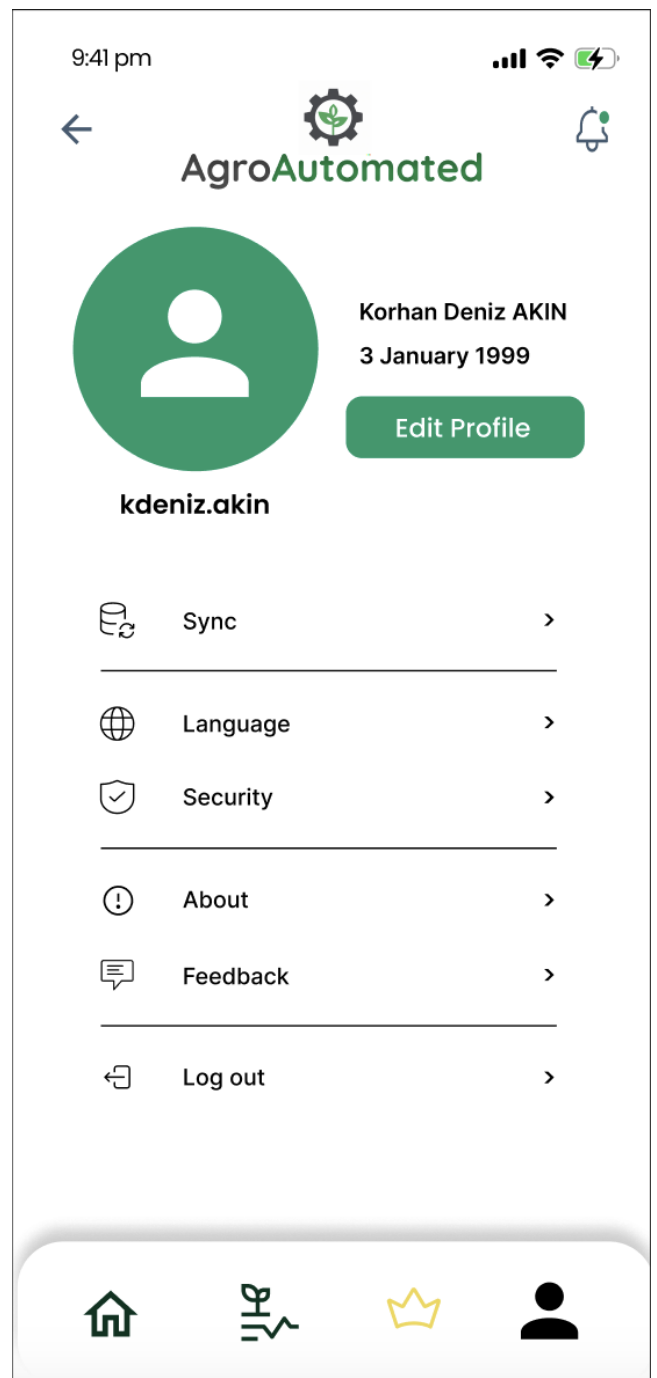 9:41 pm
AgroAutomated
Korhan Deniz AKIN
3 January 1999
Edit Profile
kdeniz.akin
Sync
Language
Security
About
Feedback
Log out